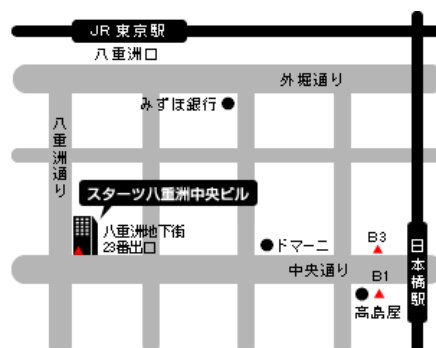 JR 東京駅
八重洲口
外堀通り
みずほ銀行
八重洲通り
スターツ八重洲中央ビル
八重洲地下街
23番出口
ドマーニ
B3
中央通り
B1
高島屋
日本橋駅